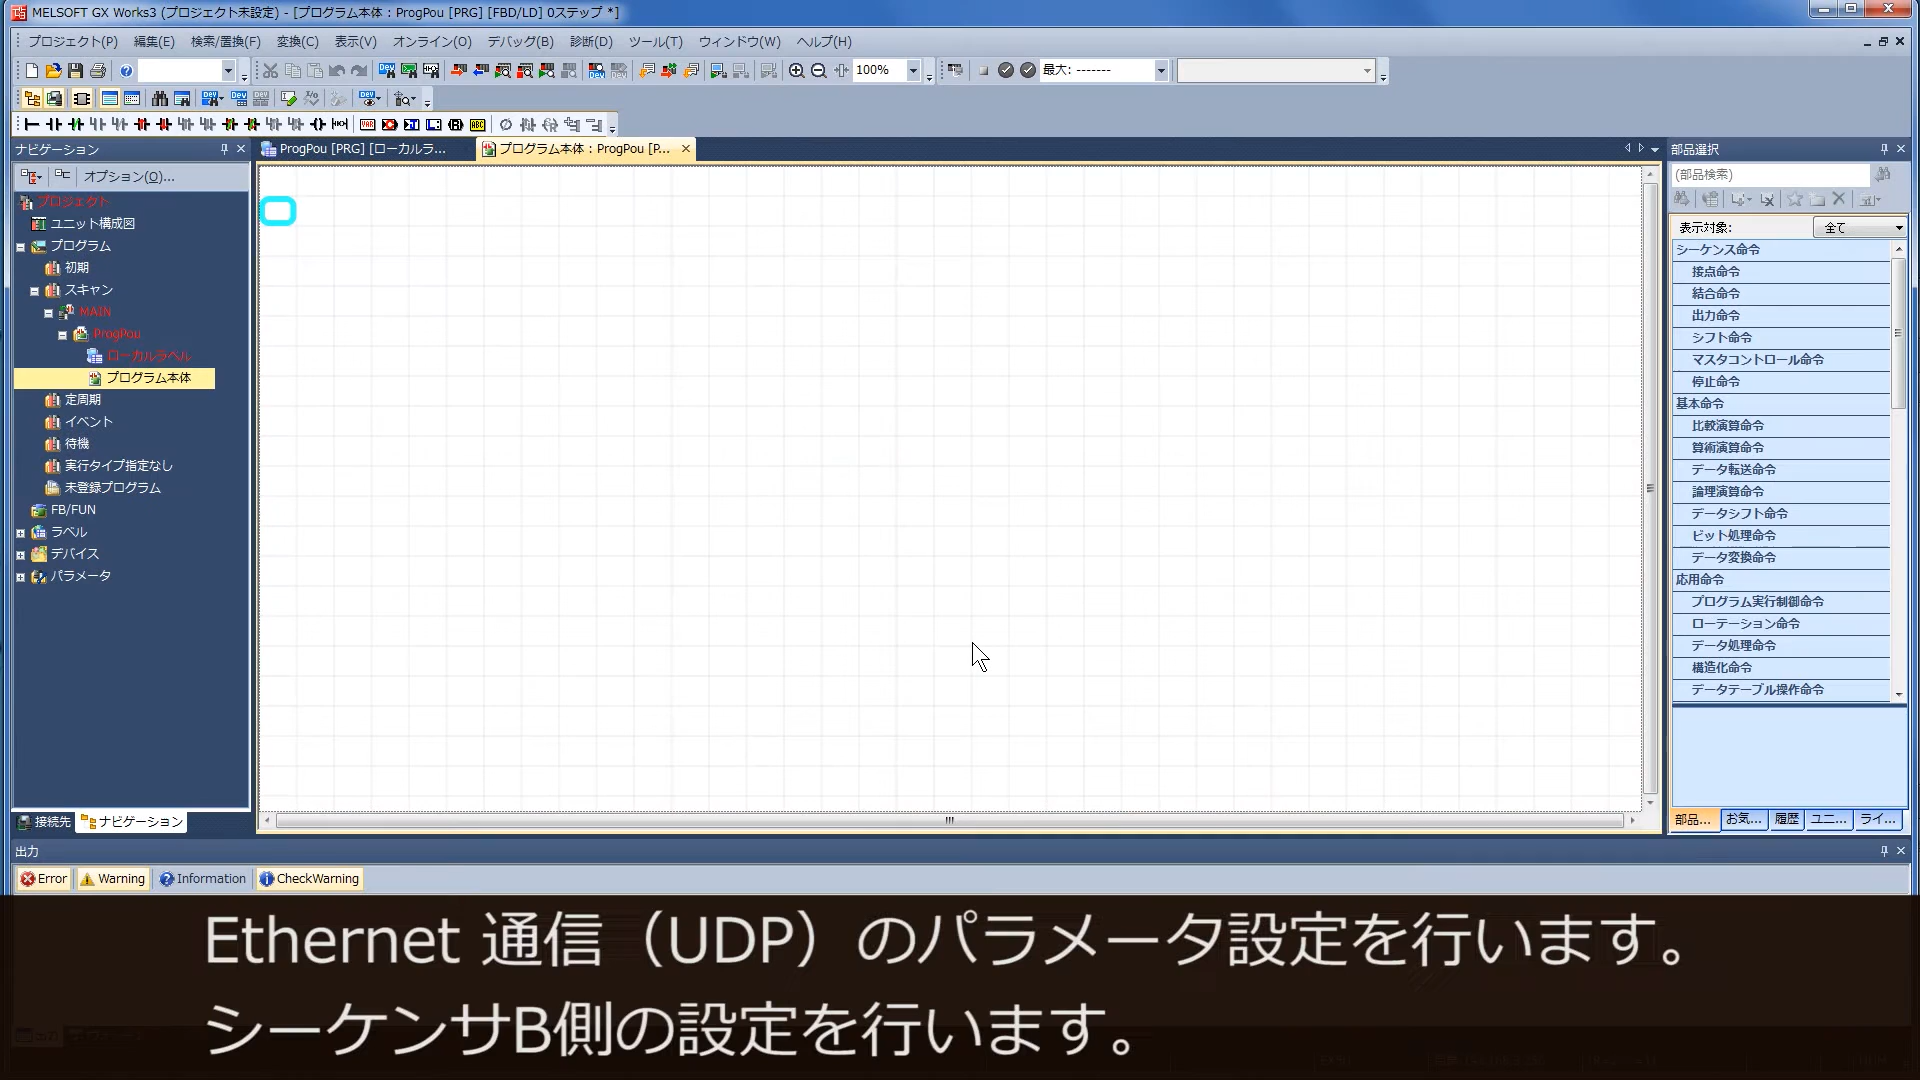 MELSOFT GX Works3 (プロジェクト未設定) - [プログラム本体 : ProgPou [PRG] [FBD/LD] 0ステップ *]
プロジェクト(P) 編集(E) 検索/置換(F) 変換(C) 表示(V) オンライン(O) デバッグ(B) 診断(D) ツール(T) ウィンドウ(W) ヘルプ(H)
100% 最大: -------
ナビゲーション
オプション(O)...
プロジェクト
ユニット構成図
プログラム
初期
スキャン
MAIN
ProgPou
ローカルラベル
プログラム本体
定周期
イベント
待機
実行タイプ指定なし
未登録プログラム
FB/FUN
ラベル
デバイス
パラメータ
接続先 ナビゲーション
ProgPou [PRG] [ローカルラ... プログラム本体 : ProgPou [P...
部品選択
(部品検索)
表示対象: 全て
シーケンス命令
接点命令
結合命令
出力命令
シフト命令
マスタコントロール命令
停止命令
基本命令
比較演算命令
算術演算命令
データ転送命令
論理演算命令
データシフト命令
ビット処理命令
データ変換命令
応用命令
プログラム実行制御命令
ローテーション命令
データ処理命令
構造化命令
データテーブル操作命令
部品... お気... 履歴 ユニ... ライ...
出力
Error Warning Information CheckWarning
Ethernet 通信（UDP）のパラメータ設定を行います。
シーケンサB側の設定を行います。